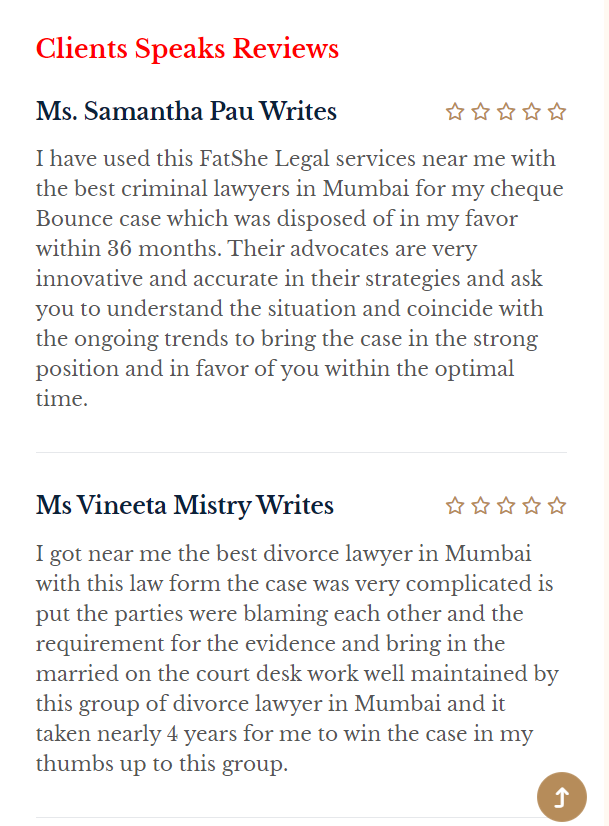 Clients Speaks Reviews
Ms. Samantha Pau Writes
I have used this FatShe Legal services near me with
the best criminal lawyers in Mumbai for my cheque
Bounce case which was disposed of in my favor
within 36 months. Their advocates are very
innovative and accurate in their strategies and ask
you to understand the situation and coincide with
the ongoing trends to bring the case in the strong
position and in favor of you within the optimal
time.
Ms Vineeta Mistry Writes
I got near me the best divorce lawyer in Mumbai
with this law form the case was very complicated is
put the parties were blaming each other and the
requirement for the evidence and bring in the
married on the court desk work well maintained by
this group of divorce lawyer in Mumbai and it
taken nearly 4 years for me to win the case in my
thumbs up to this group.